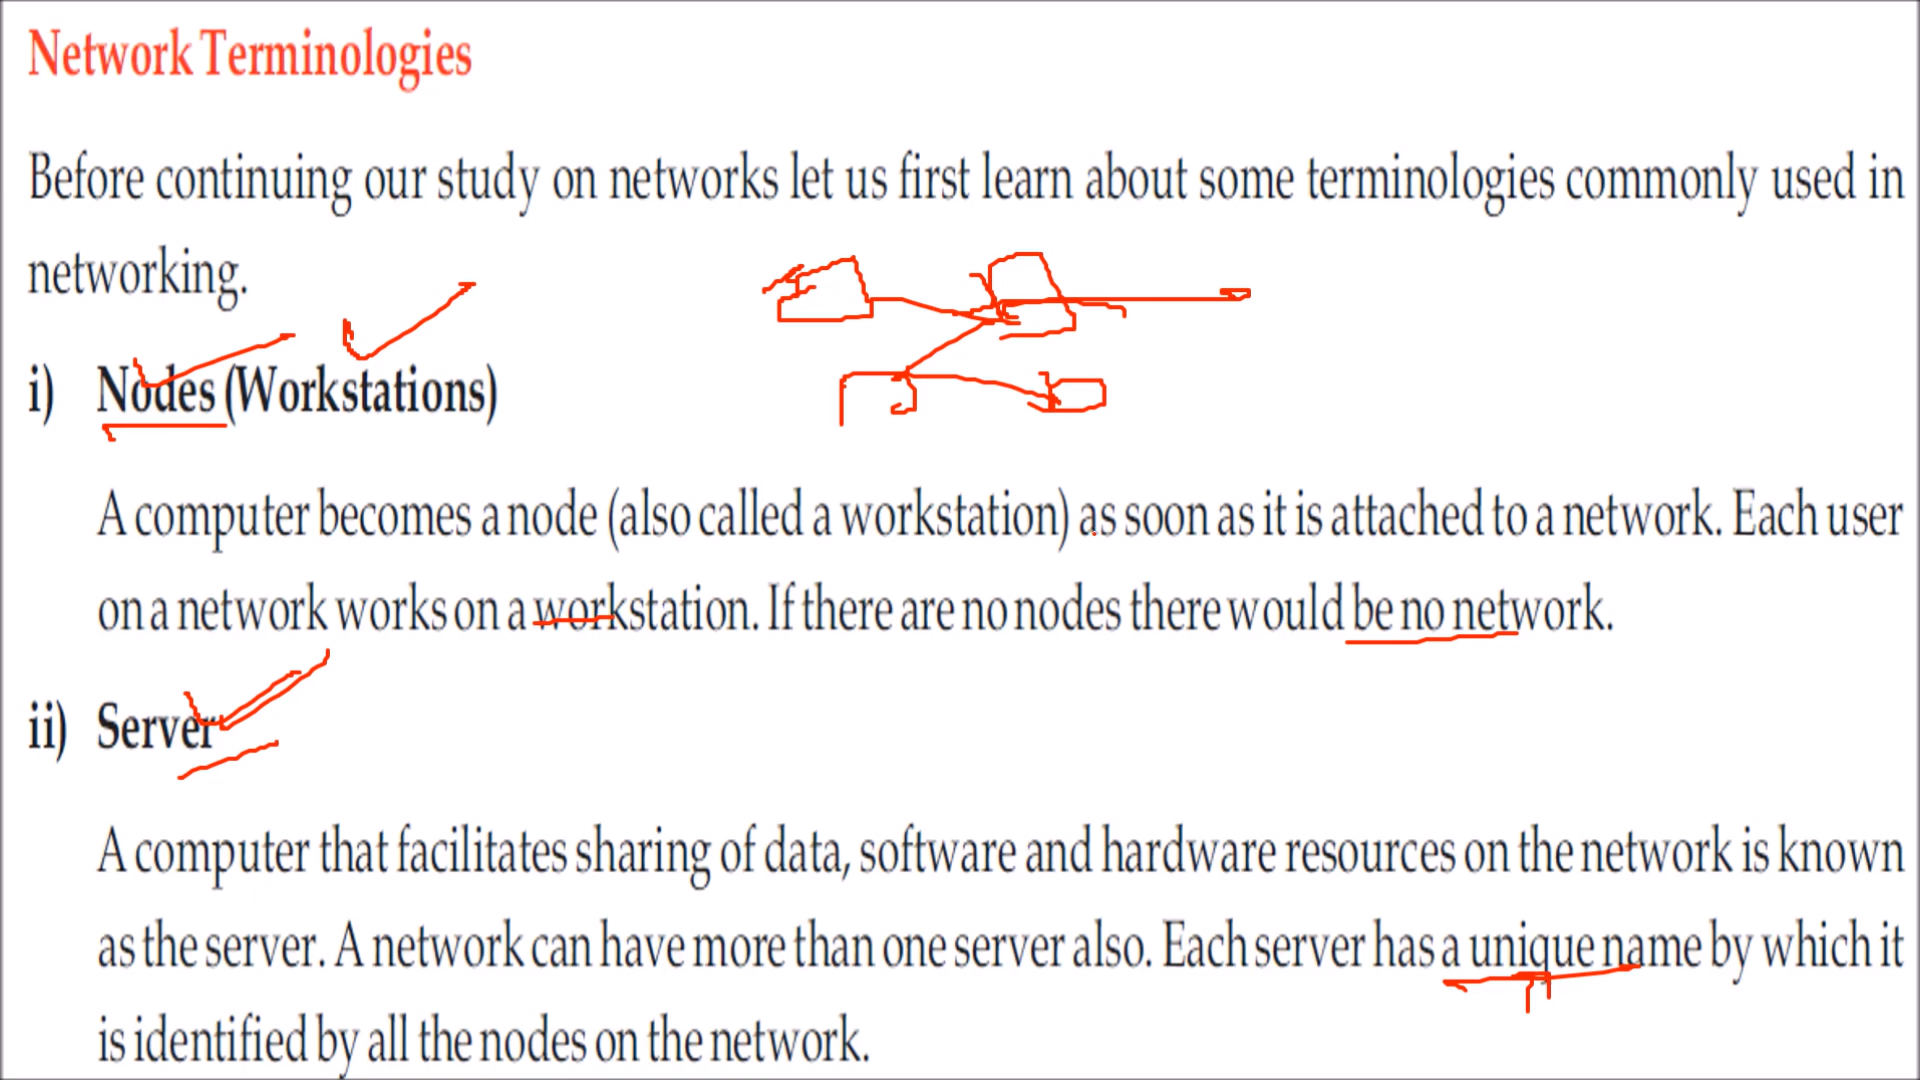 Network Terminologies
Before continuing our study on networks let us first learn about some terminologies commonly used in
networking.
i) Nodes (Workstations)
A computer becomes a node (also called a workstation) as soon as it is attached to a network. Each user
on a network works on a workstation. If there are no nodes there would be no network.
ii) Server
A computer that facilitates sharing of data, software and hardware resources on the network is known
as the server. A network can have more than one server also. Each server has a unique name by which it
is identified by all the nodes on the network.